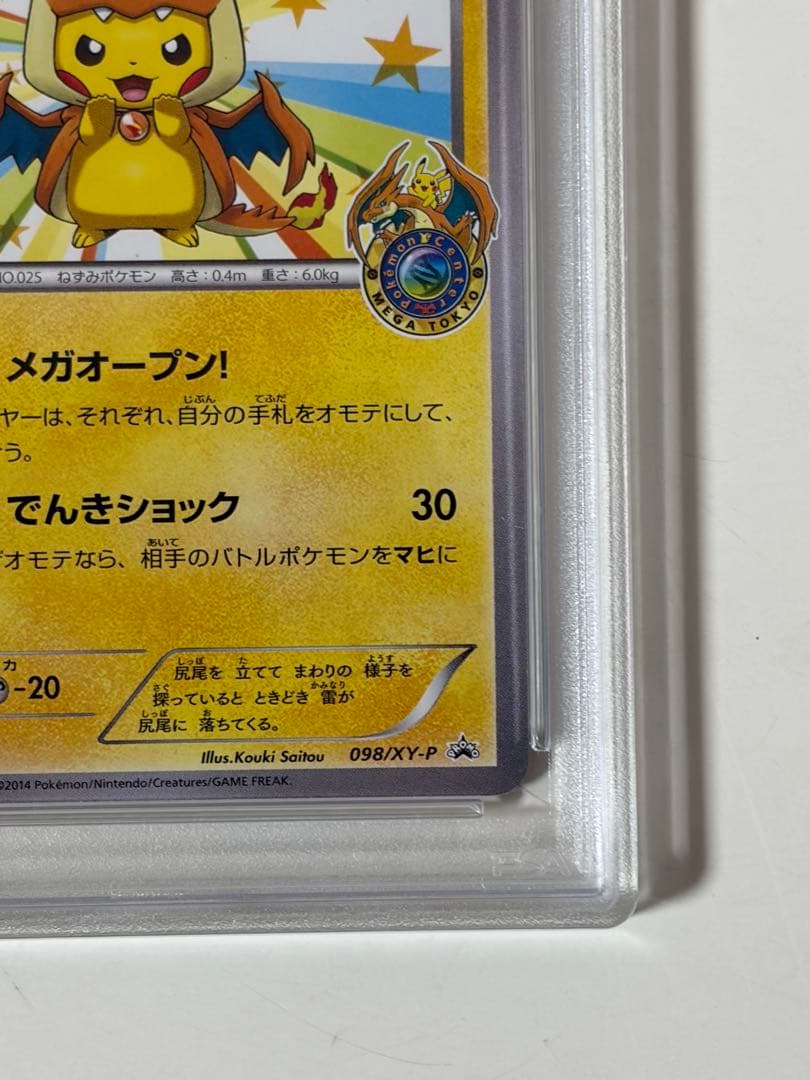 NO.025 ねずみポケモン 高さ:0.4m 重さ:6.0kg
Pokémon Center
MEGA TOKYO
メガオープン!
ヤーは、それぞれ、自分の手札をオモテにして、
う。
でんきショック 30
オモテなら、相手のバトルポケモンをマヒに
カ
-20
尻尾を 立てて まわりの 様子を
探っていると ときどき 雷が
尻尾に 落ちてくる。
Illus.Kouki Saitou 098/XY-P PROMO
©2014 Pokémon/Nintendo/Creatures/GAME FREAK.